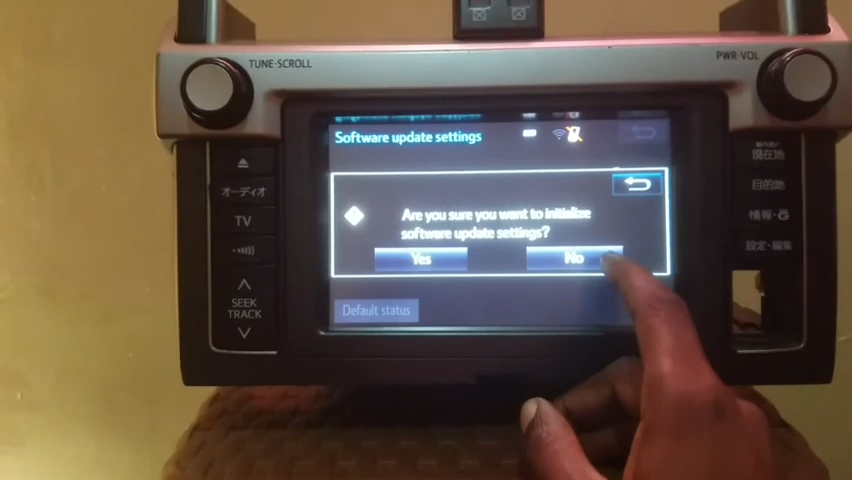 TUNE·SCROLL
PWR·VOL
Software update settings
Are you sure you want to initialize
software update settings?
Yes
No
Default status
オーディオ
TV
SEEK
TRACK
現在地
目的地
情報・G
設定・編集